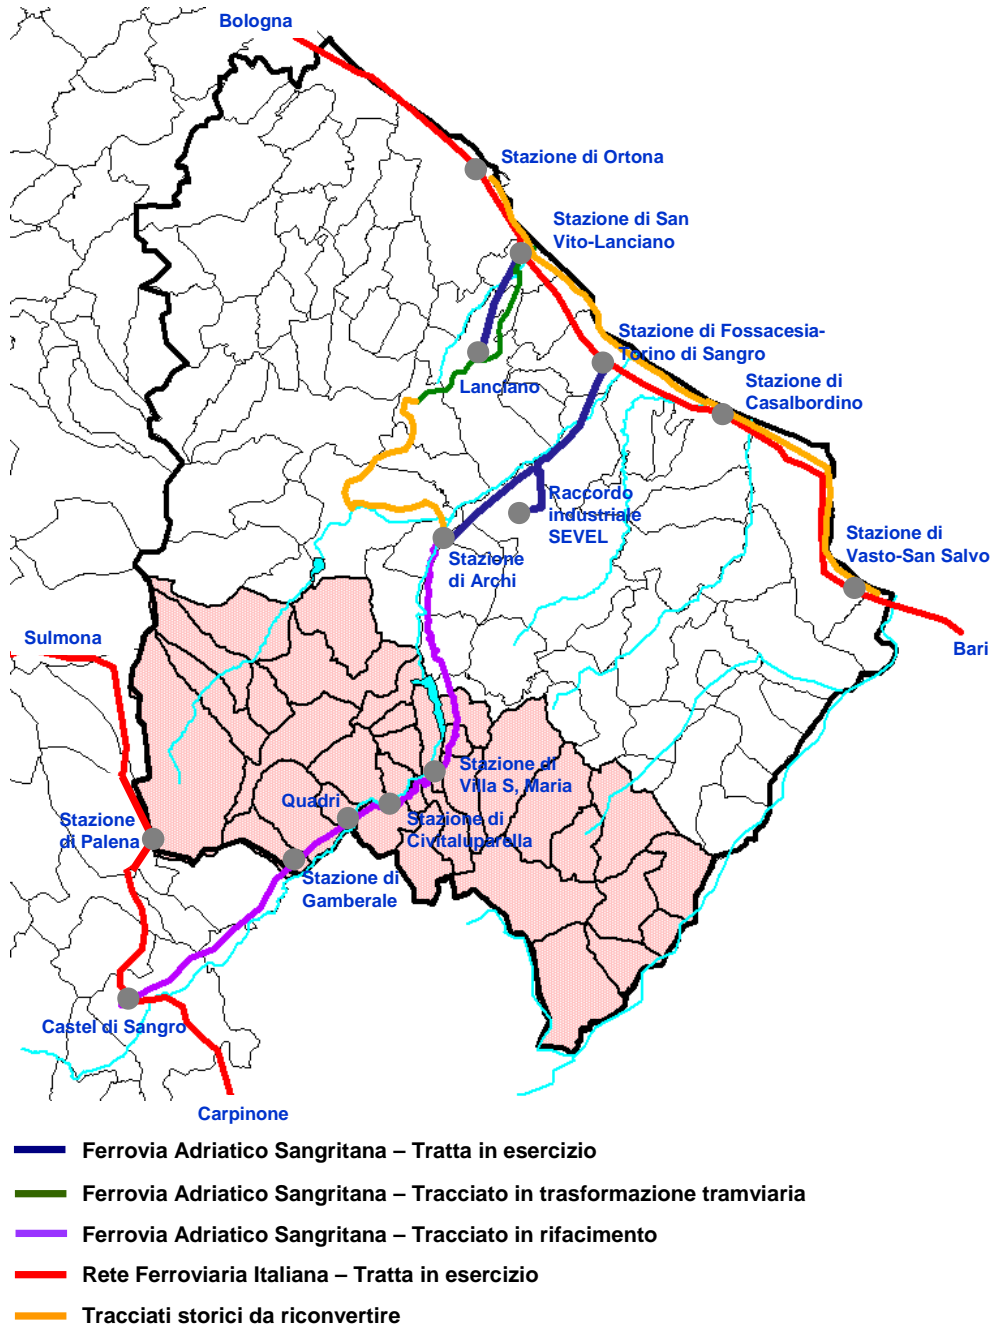 Bologna
Stazione di Ortona
Stazione di San
Vito-Lanciano
Stazione di Fossacesia-
Torino di Sangro
Lanciano
Stazione di
Casalbordino
Raccordo
industriale
SEVEL
Stazione di
Vasto-San Salvo
Stazione
di Archi
Sulmona
Bari
Stazione di
Villa S, Maria
Quadri
Stazione
di Palena
Stazione di
Civitaluparella
Stazione di
Gamberale
Castel di Sangro
Carpinone
Ferrovia Adriatico Sangritana – Tratta in esercizio
Ferrovia Adriatico Sangritana – Tracciato in trasformazione tramviaria
Ferrovia Adriatico Sangritana – Tracciato in rifacimento
Rete Ferroviaria Italiana – Tratta in esercizio
Tracciati storici da riconvertire